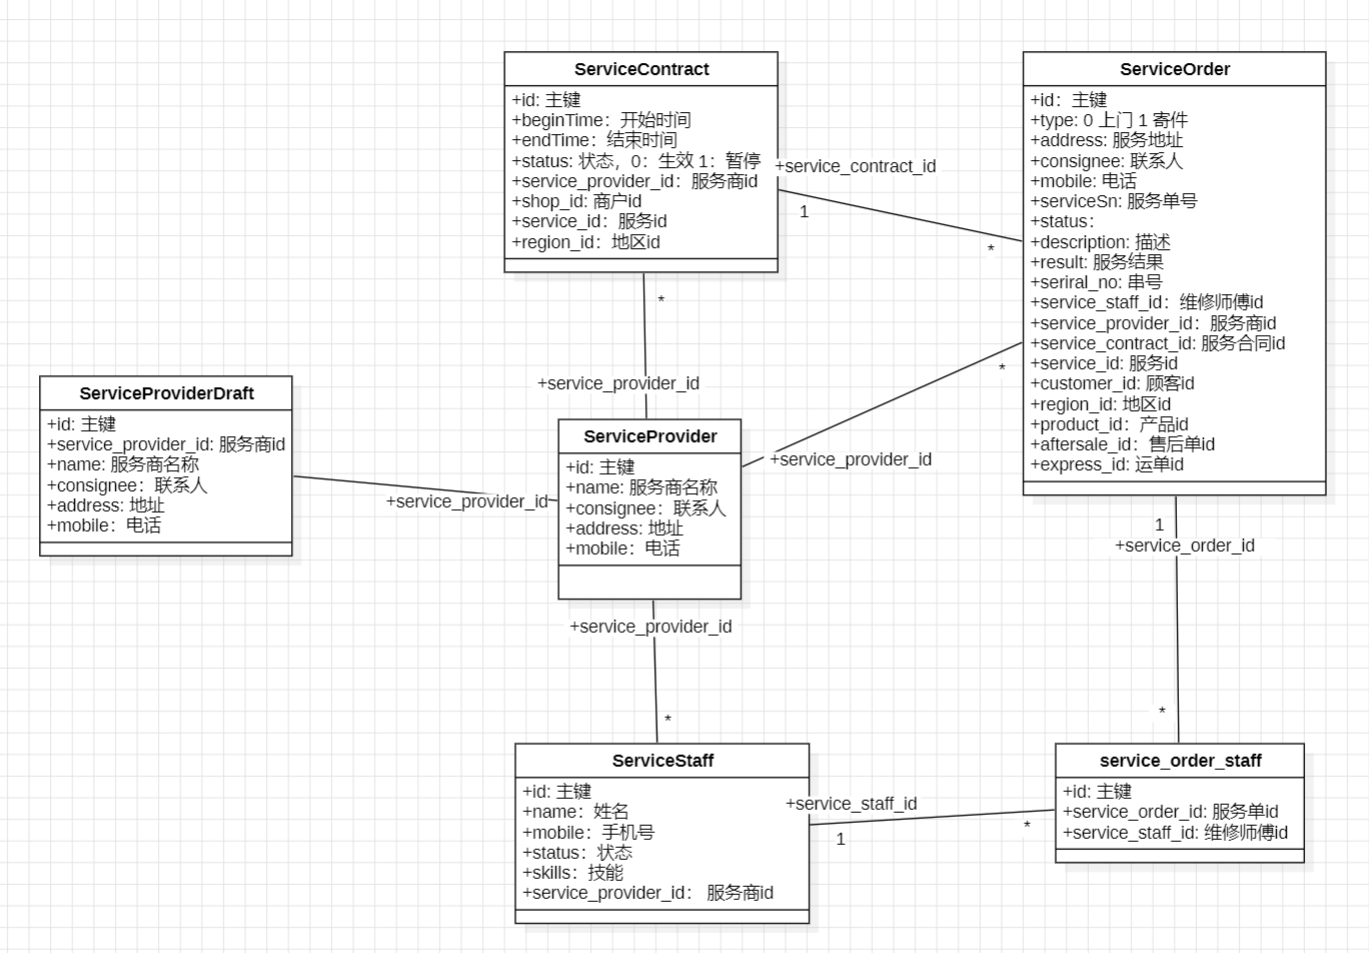 ServiceContract
+id: 主键
+beginTime：开始时间
+endTime：结束时间
+status: 状态，0：生效 1：暂停
+service_provider_id：服务商id
+shop_id: 商户id
+service_id：服务id
+region_id：地区id
ServiceOrder
+id：主键
+type: 0 上门 1 寄件
+address: 服务地址
+consignee: 联系人
+mobile: 电话
+serviceSn: 服务单号
+status：
+description: 描述
+result: 服务结果
+seriral_no: 串号
+service_staff_id：维修师傅id
+service_provider_id：服务商id
+service_contract_id: 服务合同id
+service_id: 服务id
+customer_id: 顾客id
+region_id: 地区id
+product_id：产品id
+aftersale_id：售后单id
+express_id: 运单id
+service_contract_id
1
*
*
+service_provider_id
*
+service_provider_id
ServiceProviderDraft
+id: 主键
+service_provider_id: 服务商id
+name: 服务商名称
+consignee：联系人
+address: 地址
+mobile：电话
+service_provider_id
ServiceProvider
+id: 主键
+name: 服务商名称
+consignee：联系人
+address: 地址
+mobile：电话
+service_provider_id
*
1
+service_order_id
*
ServiceStaff
+id: 主键
+name：姓名
+mobile：手机号
+status：状态
+skills：技能
+service_provider_id： 服务商id
+service_staff_id
1
*
service_order_staff
+id: 主键
+service_order_id: 服务单id
+service_staff_id: 维修师傅id